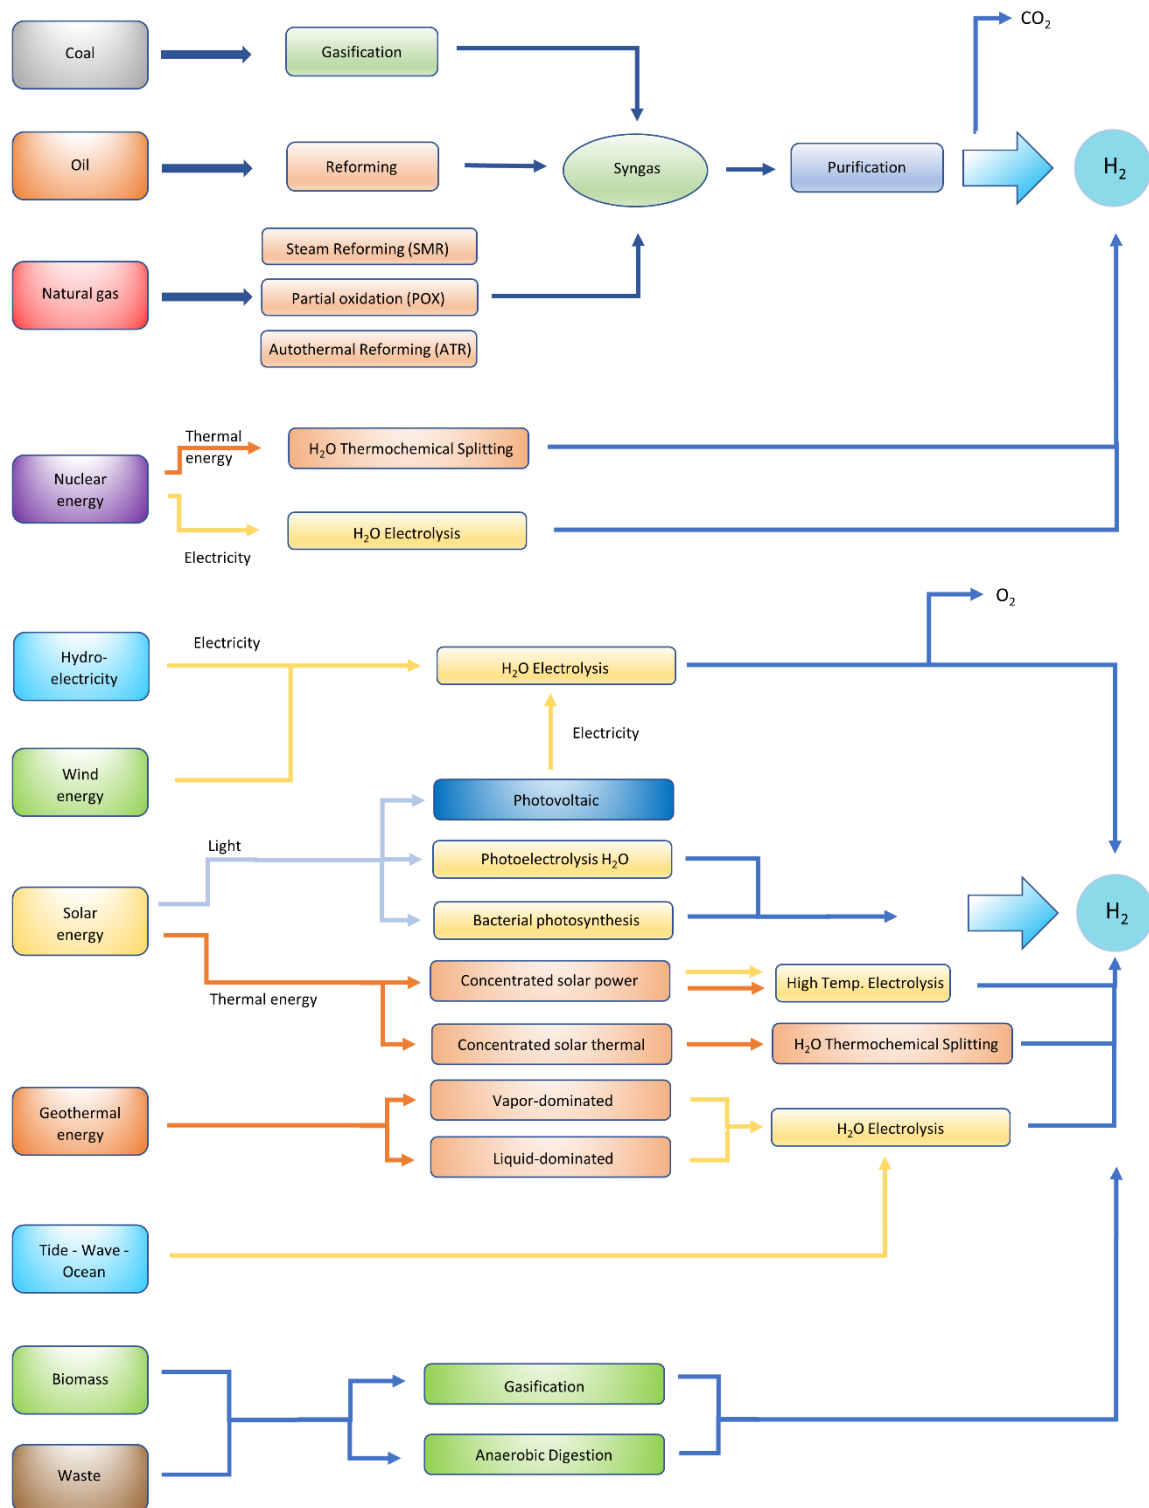 CO₂
Coal
Gasification
Oil
Reforming
Syngas
Purification
H₂
Steam Reforming (SMR)
Natural gas
Partial oxidation (POX)
Autothermal Reforming (ATR)
Thermal
energy
H₂O Thermochemical Splitting
Nuclear
energy
H₂O Electrolysis
Electricity
O₂
Hydro-
electricity
Electricity
H₂O Electrolysis
Electricity
Wind
energy
Photovoltaic
Light
Photoelectrolysis H₂O
Solar
energy
Bacterial photosynthesis
H₂
Thermal energy
Concentrated solar power
High Temp. Electrolysis
Concentrated solar thermal
H₂O Thermochemical Splitting
Geothermal
energy
Vapor-dominated
H₂O Electrolysis
Liquid-dominated
Tide - Wave -
Ocean
Biomass
Gasification
Anaerobic Digestion
Waste